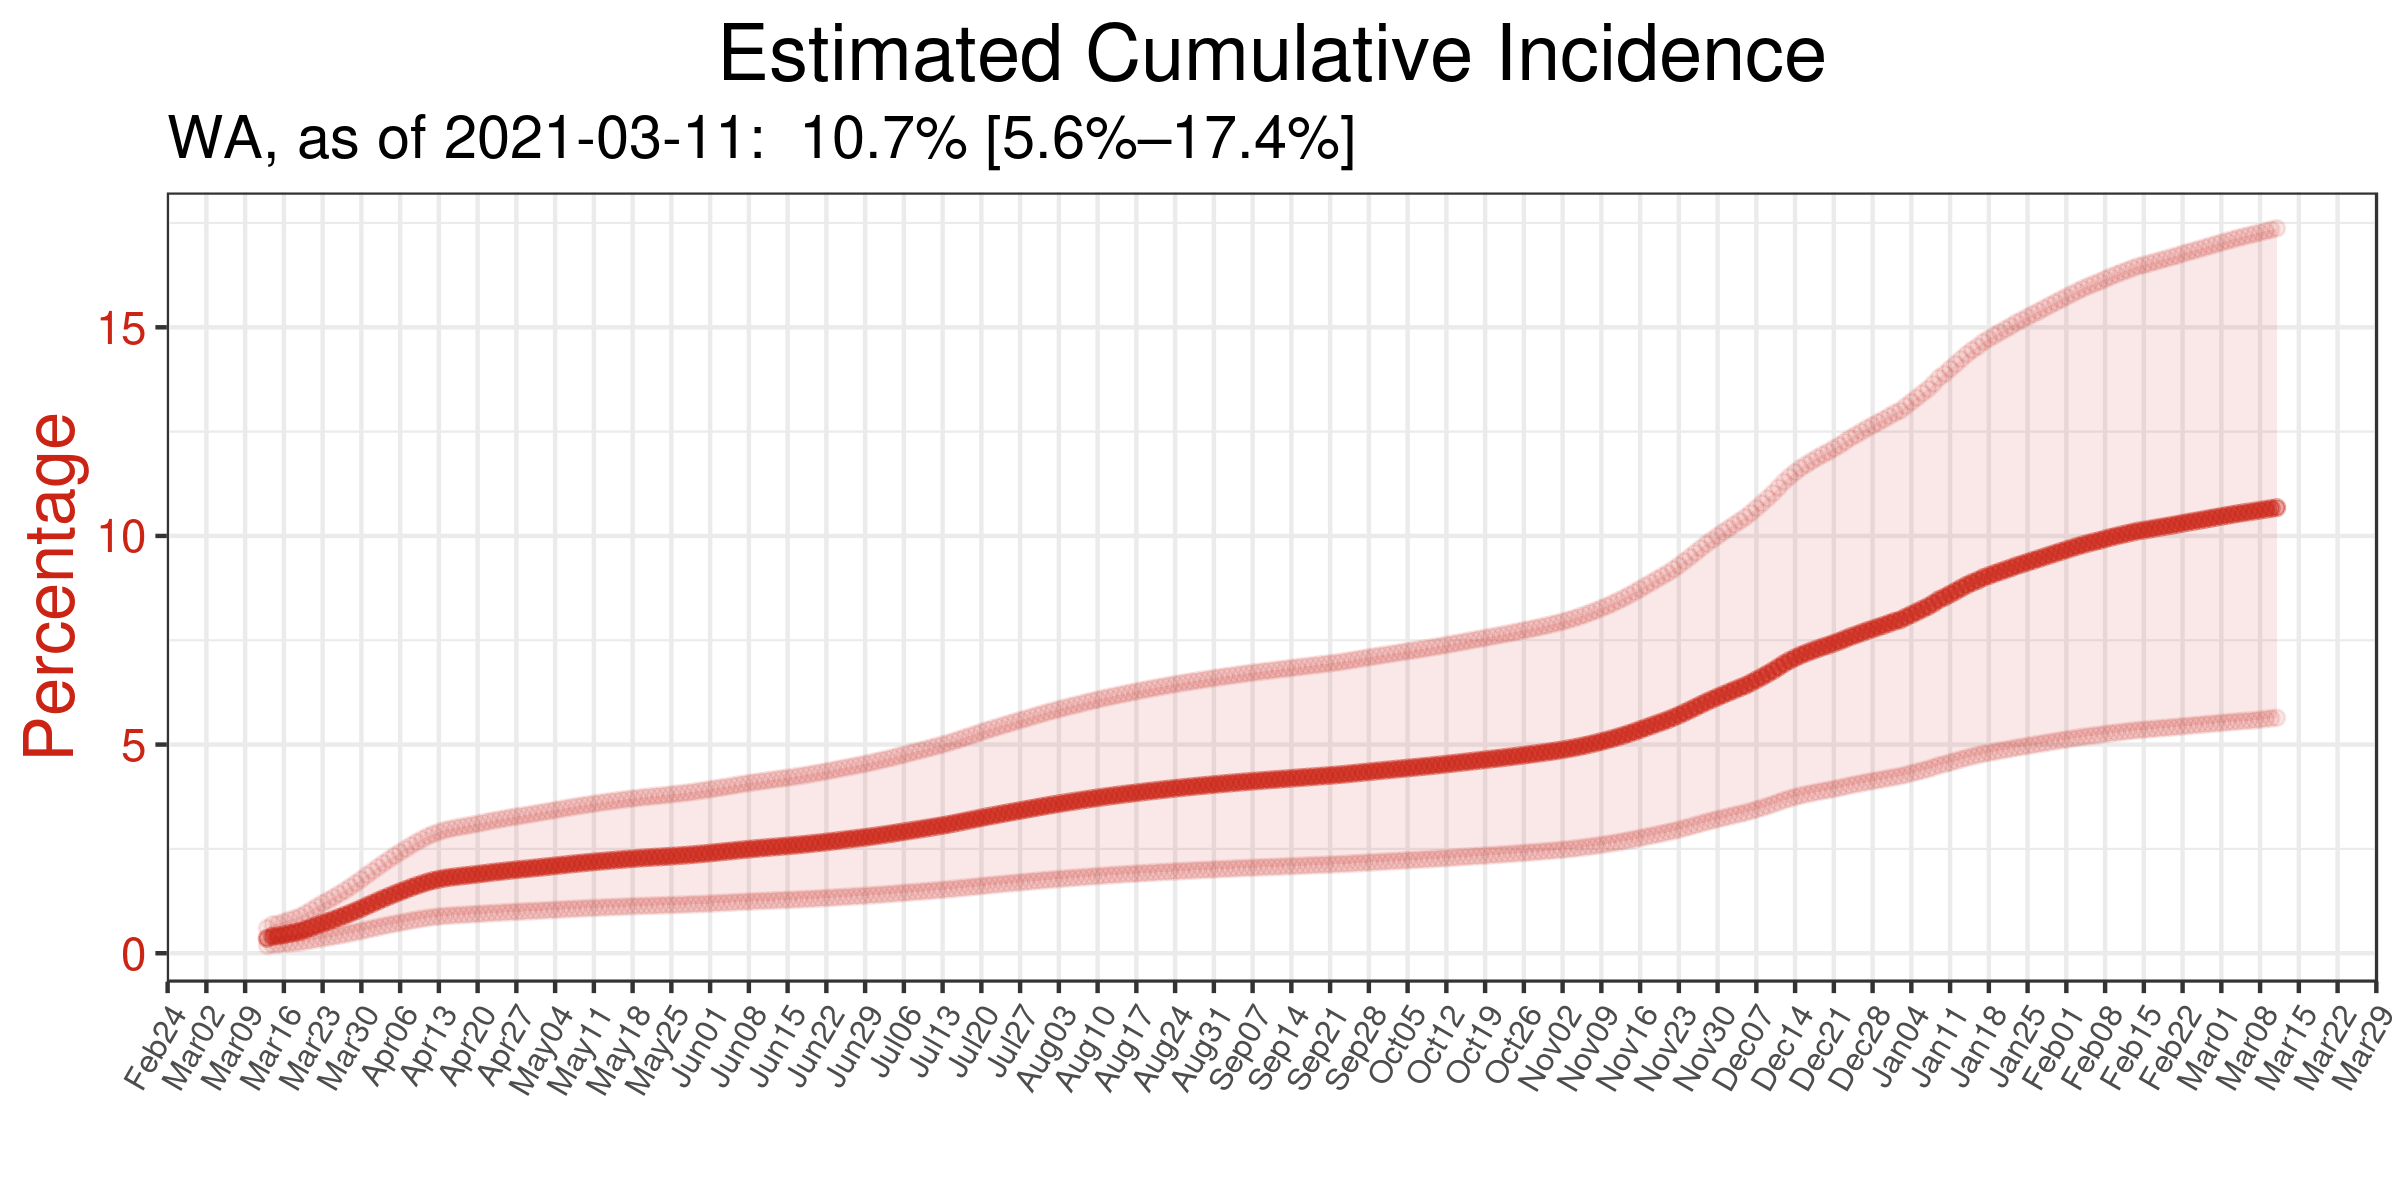 Estimated Cumulative Incidence
WA, as of 2021-03-11:  10.7% [5.6%–17.4%]
Percentage
15
10
5
0
Feb24
Mar02
Mar09
Mar16
Mar23
Mar30
Apr06
Apr13
Apr20
Apr27
May04
May11
May18
May25
Jun01
Jun08
Jun15
Jun22
Jun29
Jul06
Jul13
Jul20
Jul27
Aug03
Aug10
Aug17
Aug24
Aug31
Sep07
Sep14
Sep21
Sep28
Oct05
Oct12
Oct19
Oct26
Nov02
Nov09
Nov16
Nov23
Nov30
Dec07
Dec14
Dec21
Dec28
Jan04
Jan11
Jan18
Jan25
Feb01
Feb08
Feb15
Feb22
Mar01
Mar08
Mar15
Mar22
Mar29